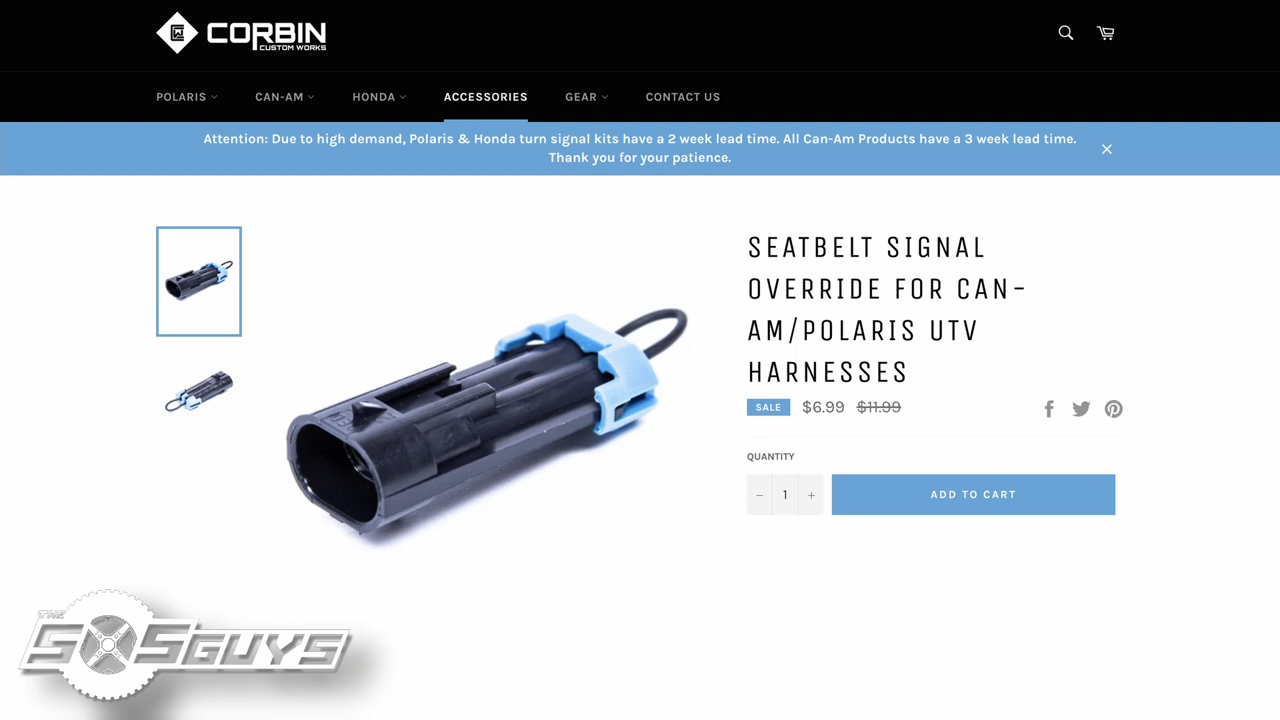 CORBIN
CUSTOM WORKS
POLARIS CAN-AM HONDA ACCESSORIES GEAR CONTACT US
Attention: Due to high demand, Polaris & Honda turn signal kits have a 2 week lead time. All Can-Am Products have a 3 week lead time.
Thank you for your patience.
SEATBELT SIGNAL
OVERRIDE FOR CAN-
AM/POLARIS UTV
HARNESSES
SALE $6.99 $11.99
QUANTITY
− 1 + ADD TO CART
THE
SXSGUYS